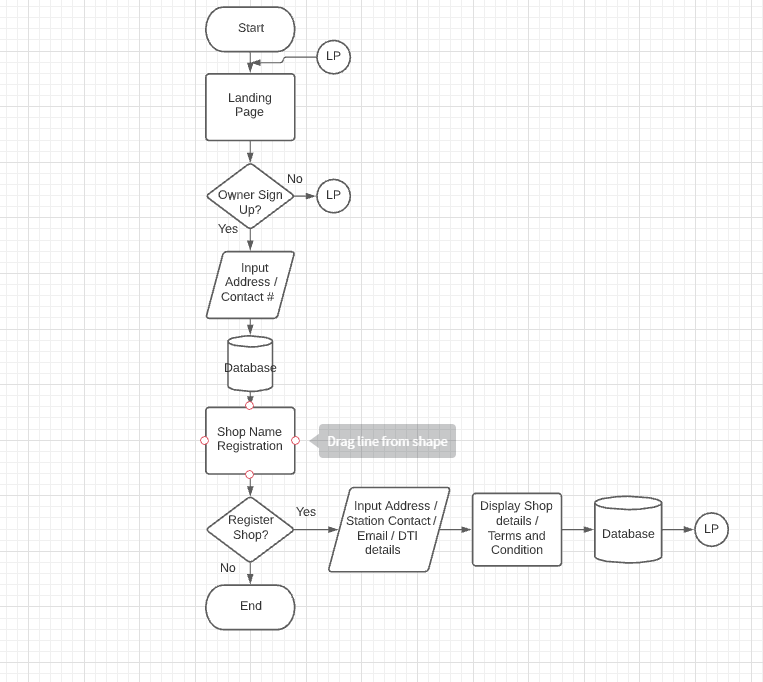 Start
LP
Landing
Page
No
Owner Sign
Up?
LP
Yes
Input
Address /
Contact #
Database
Shop Name
Registration
Drag line from shape
Register
Shop?
Yes
Input Address /
Station Contact /
Email / DTI
details
Display Shop
details /
Terms and
Condition
Database
LP
No
End